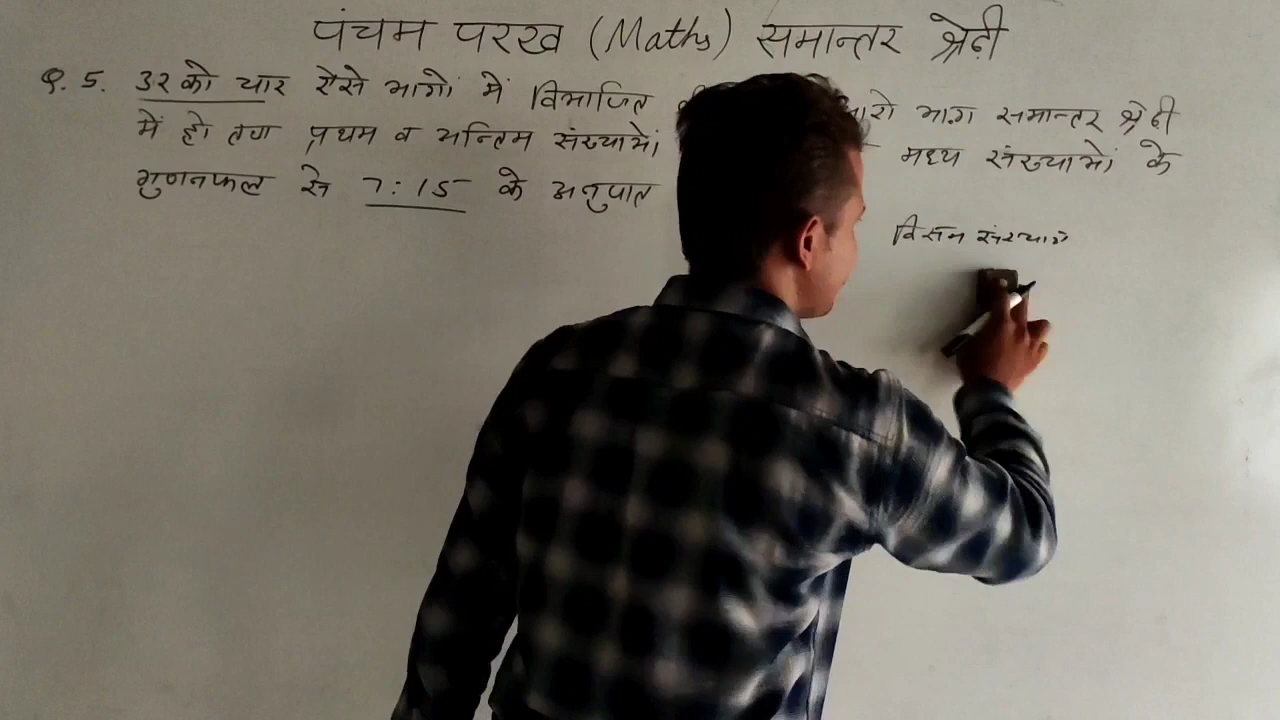 पंचम परख (Maths) समान्तर श्रेढ़ी
Q. 5. 32 को चार ऐसे भागों में विभाजित भाग समान्तर श्रेढ़ी
में हो तथा प्रथम व अन्तिम संख्याओं मध्य संख्याओं के
गुणनफल से 7:15 के अनुपात
विसम संख्याऐ